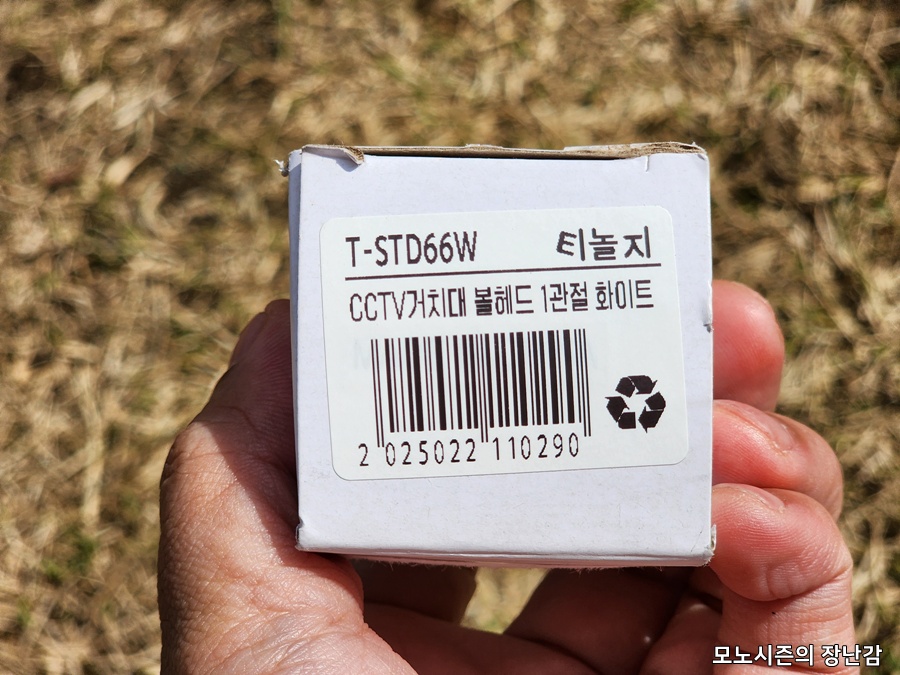 T-STD66W 티놀지
CCTV거치대 볼헤드 1관절 화이트
2 025022 110290
모노시즌의 장난감